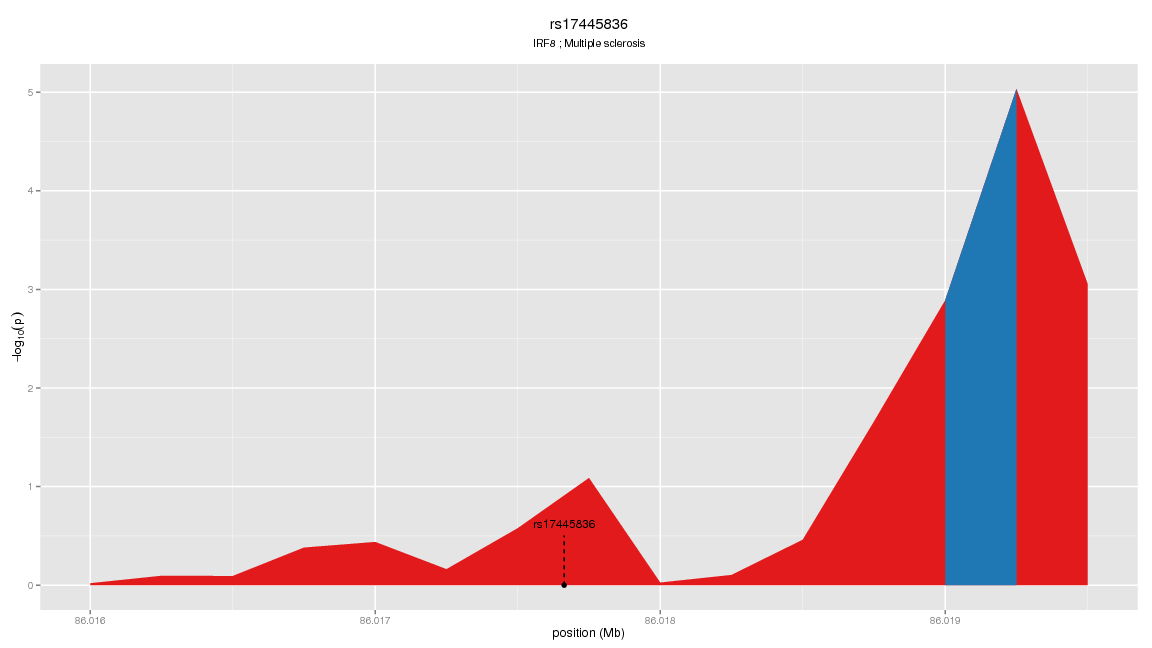 rs17445836
IRF8 ; Multiple sclerosis
5
4
3
2
1
0
−log10(p)
rs17445836
86.016
86.017
86.018
86.019
position (Mb)